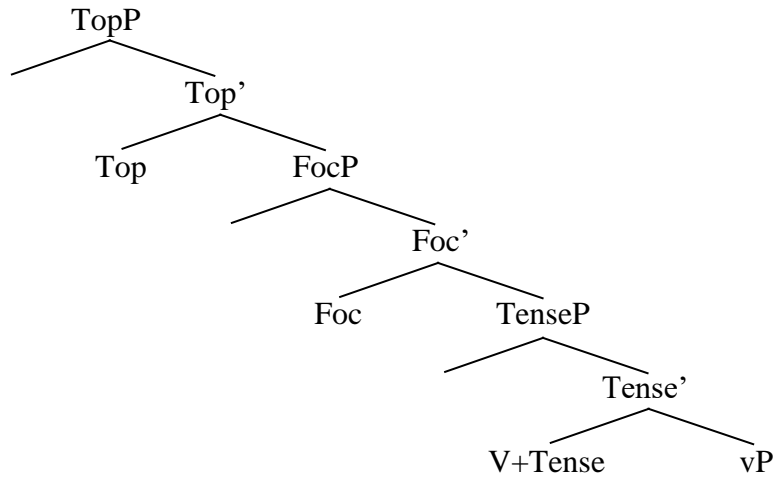 TopP
Top’
Top FocP
Foc’
Foc TenseP
Tense’
V+Tense vP